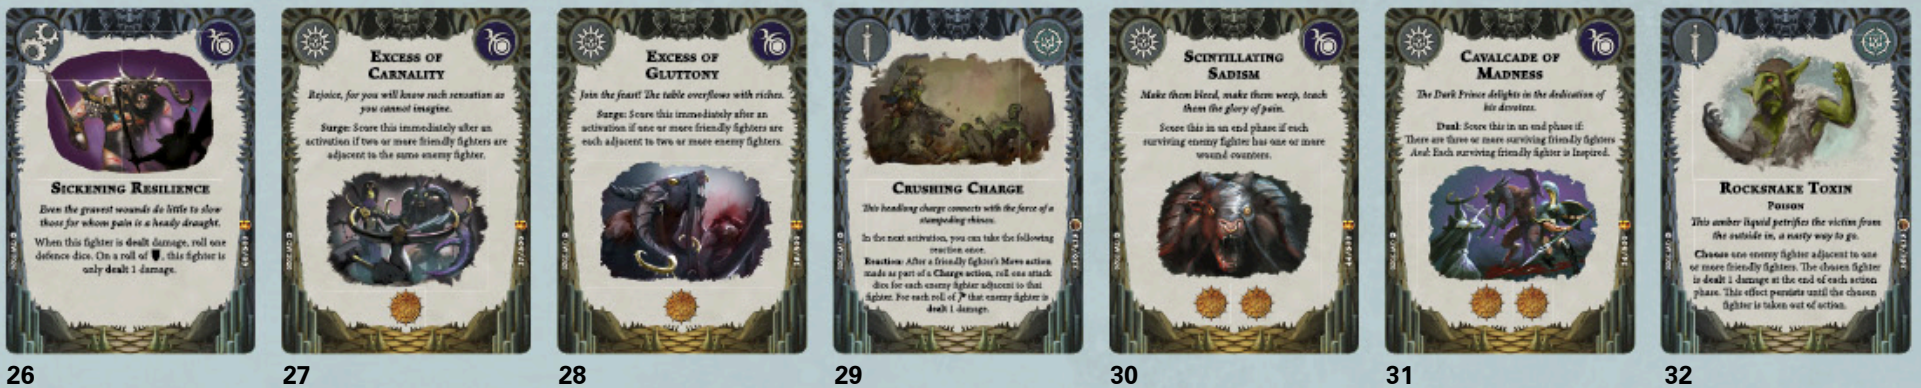 SICKENING RESILIENCE
Even the gravest wounds do little to slow
those for whom pain is a heady draught.
When this fighter is dealt damage, roll one
defence dice. On a roll of , this fighter is
only dealt 1 damage.
26
EXCESS OF
CARNALITY
Rejoice, for you will know such sensation as
you cannot imagine.
Surge: Score this immediately after an
activation if two or more friendly fighters are
adjacent to the same enemy fighter.
27
EXCESS OF
GLUTTONY
Join the feast! The table overflows with riches.
Surge: Score this immediately after an
activation if one or more friendly fighters are
each adjacent to two or more enemy fighters.
28
CRUSHING CHARGE
This headlong charge connects with the force of a
stampeding rhinox.
In the next activation, you can take the following
reaction once.
Reaction: After a friendly fighter's Move action
made as part of a Charge action, roll one attack
dice for each enemy fighter adjacent to that
fighter. For each roll of that enemy fighter is
dealt 1 damage.
29
SCINTILLATING
SADISM
Make them bleed, make them weep, teach
them the glory of pain.
Score this in an end phase if each
surviving enemy fighter has one or more
wound counters.
30
CAVALCADE OF
MADNESS
The Dark Prince delights in the dedication of
his devotees.
Dual: Score this in an end phase if:
There are three or more surviving friendly fighters
And: Each surviving friendly fighter is Inspired.
31
ROCKSNAKE TOXIN
POISON
This amber liquid petrifies the victim from
the outside in, a nasty way to go.
Choose one enemy fighter adjacent to one
or more friendly fighters. The chosen fighter
is dealt 1 damage at the end of each action
phase. This effect persists until the chosen
fighter is taken out of action.
32